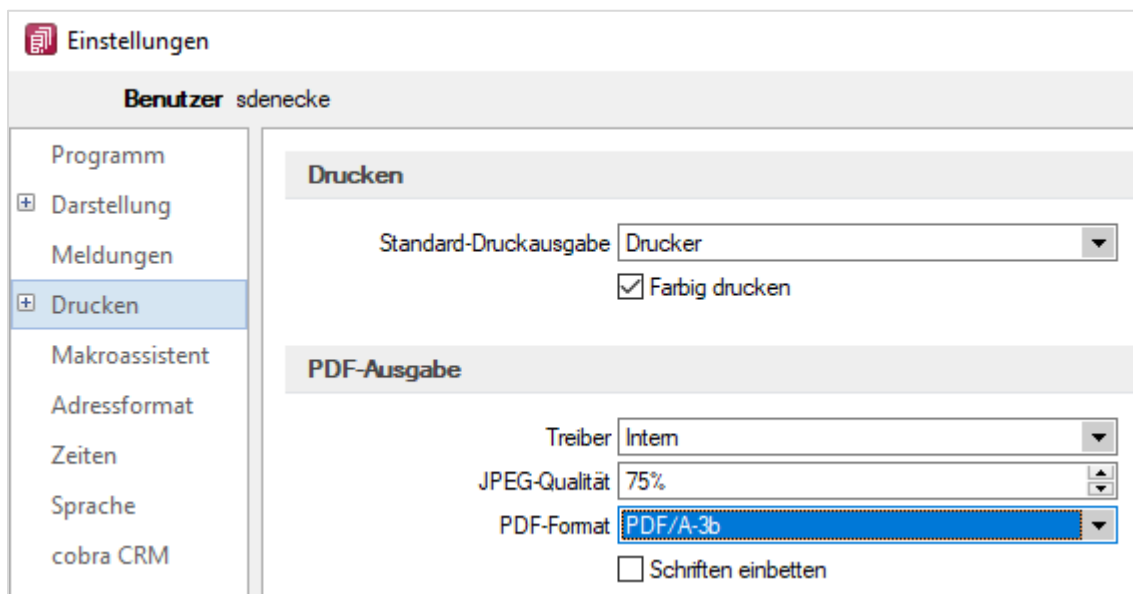 Einstellungen
Benutzer sdenecke
Programm
Darstellung
Meldungen
Drucken
Makroassistent
Adressformat
Zeiten
Sprache
cobra CRM
Drucken
Standard-Druckausgabe Drucker
Farbig drucken
PDF-Ausgabe
Treiber Intern
JPEG-Qualität 75%
PDF-Format PDF/A-3b
Schriften einbetten